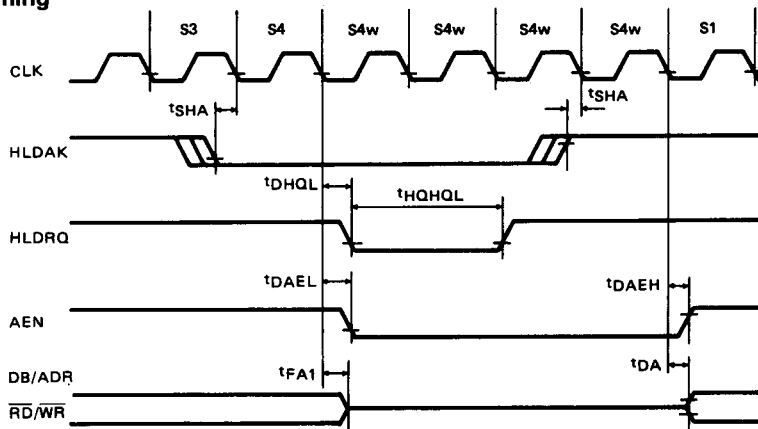 S3 S4 S4w S4w S4w S4w S1
CLK
tSHA tSHA
HLDAK
tDHQL tHQHQL
HLDRQ
tDAEL tDAEH
AEN
tFA1 tDA
DB/ADR
RD/WR